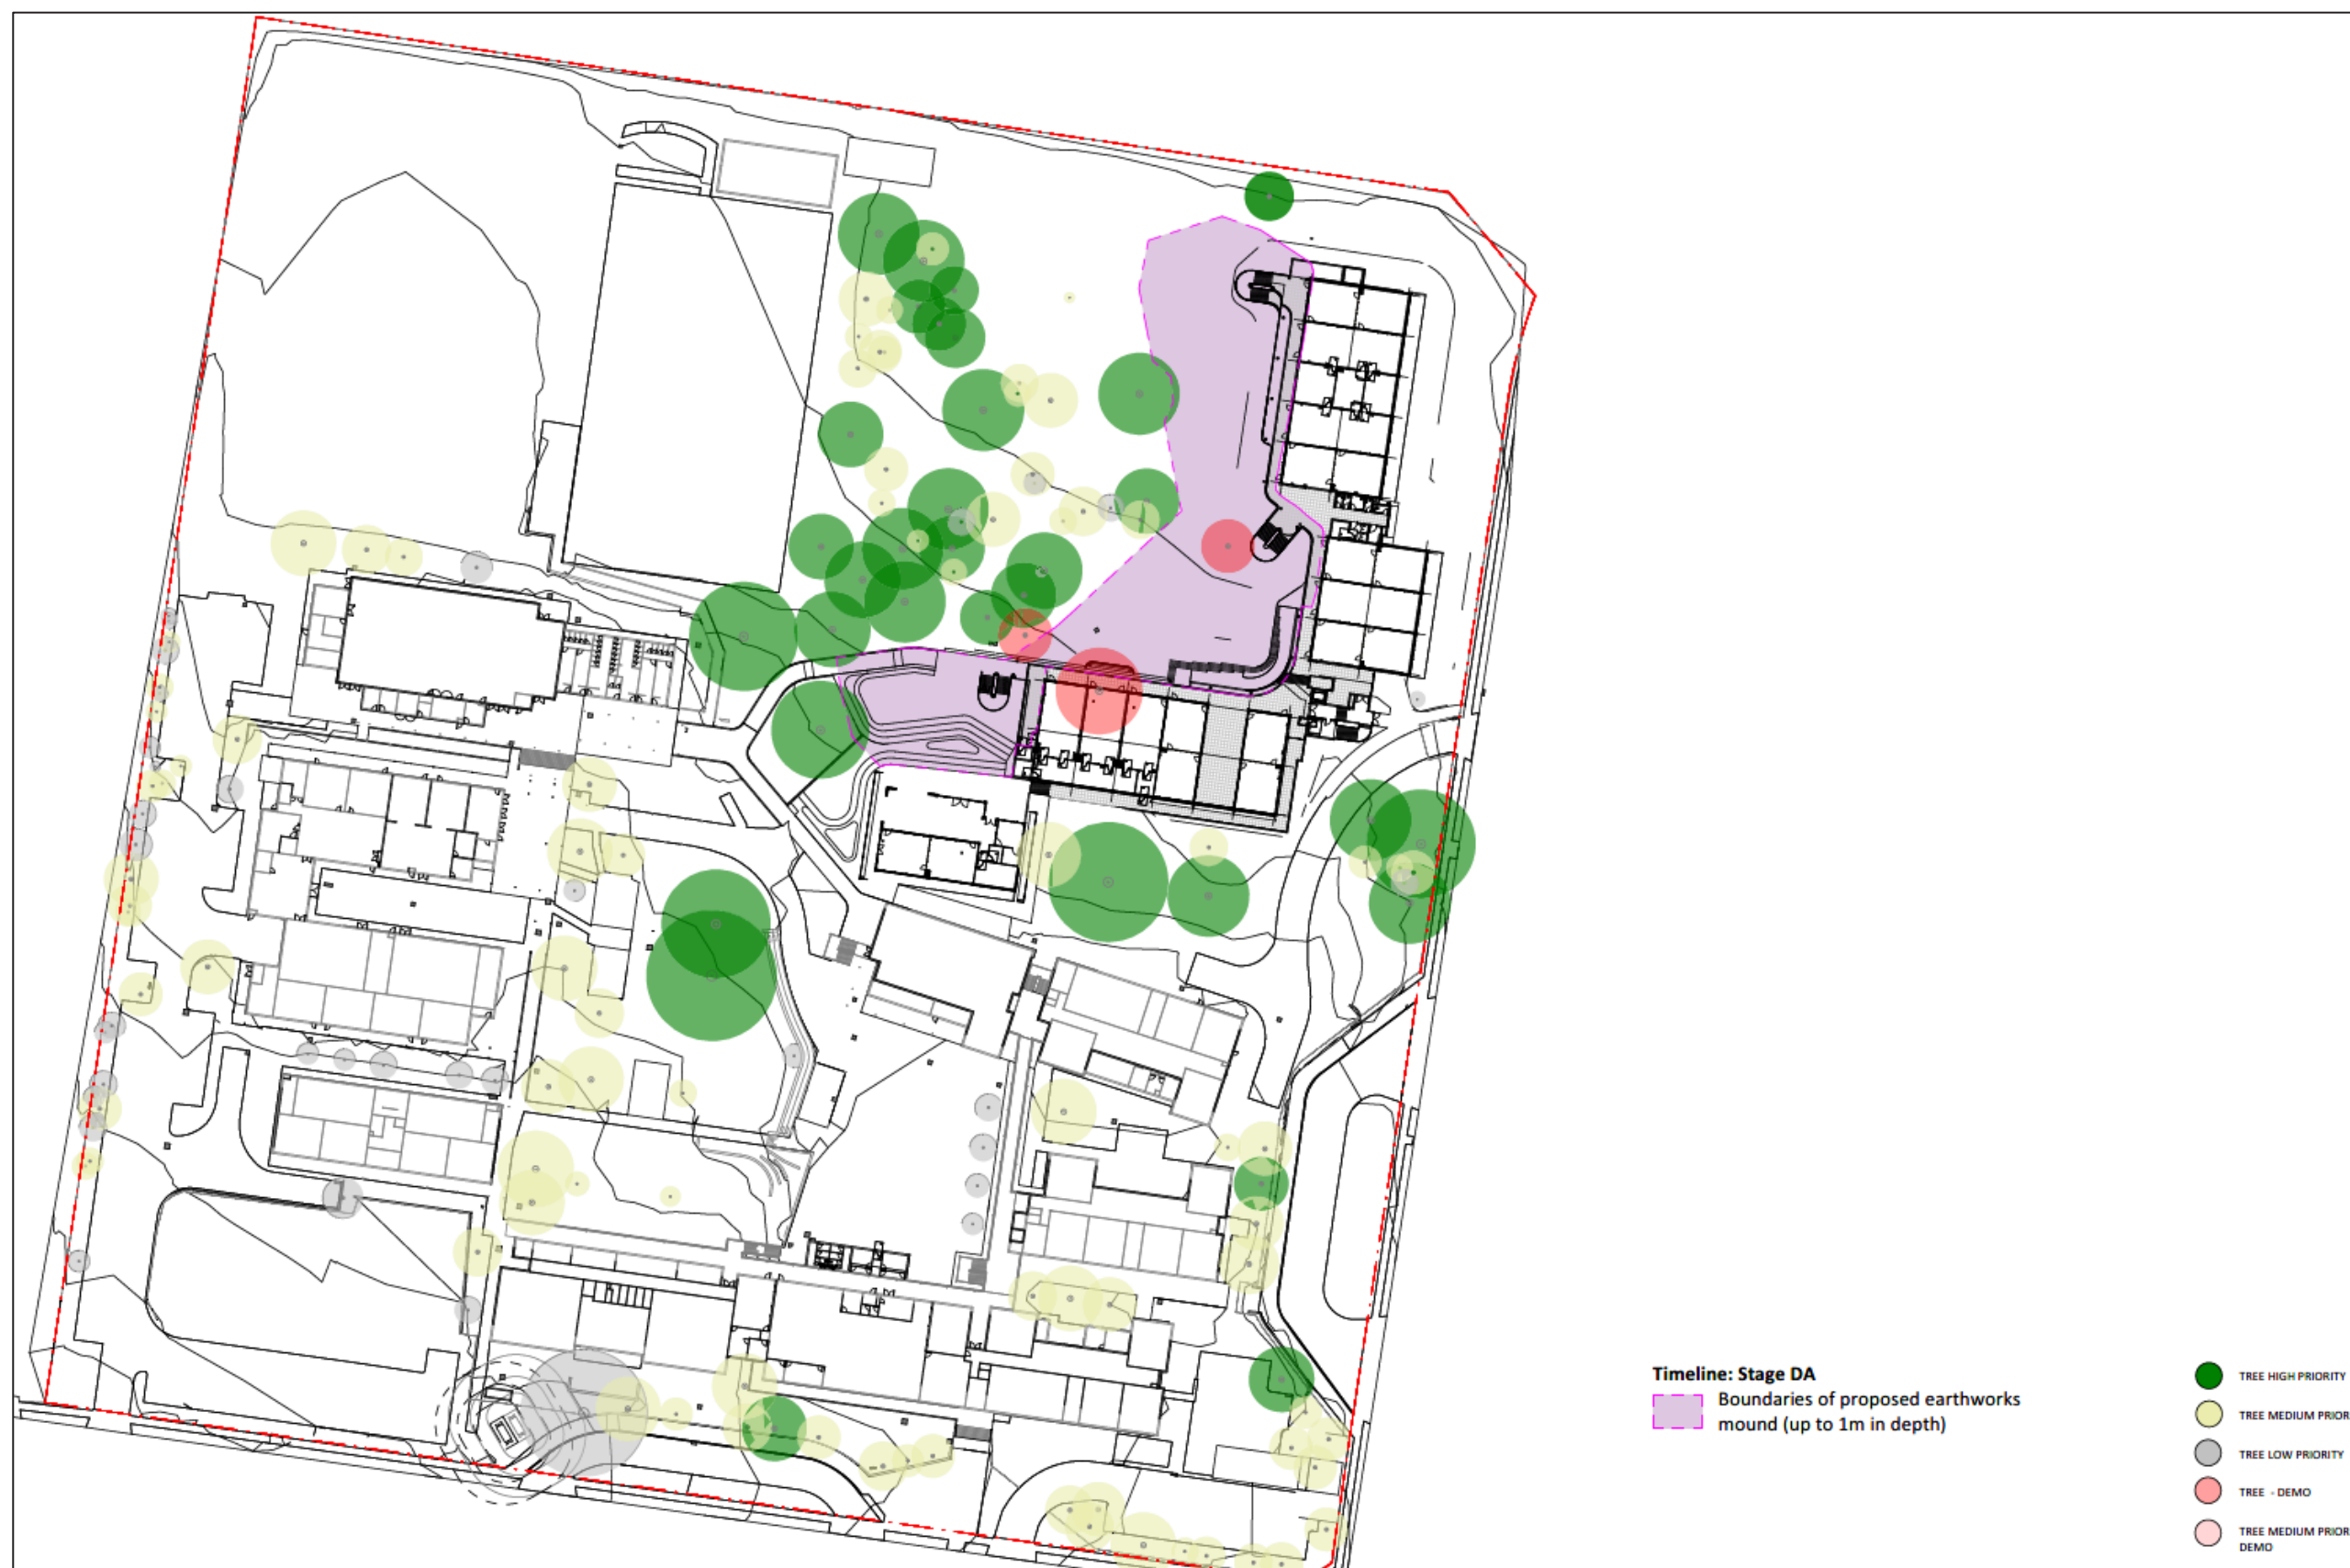 Timeline: Stage DA
Boundaries of proposed earthworks
mound (up to 1m in depth)
TREE HIGH PRIORITY
TREE MEDIUM PRIOR
TREE LOW PRIORITY
TREE - DEMO
TREE MEDIUM PRIOR
DEMO